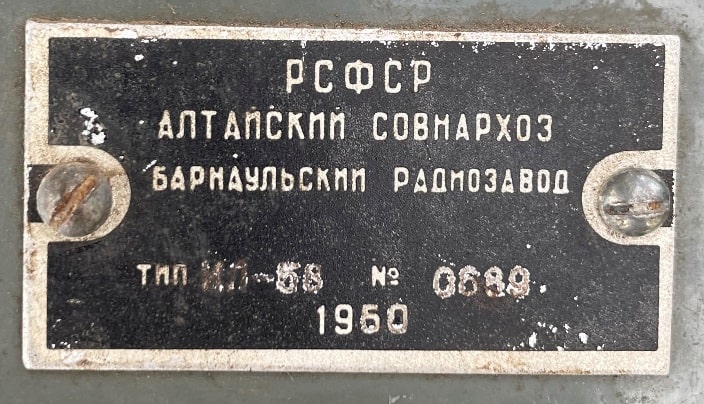 РСФСР
АЛТАЙСКИЙ СОВНАРХОЗ
БАРНАУЛЬСКИЙ РАДИОЗАВОД
ТИП № 0689
1960